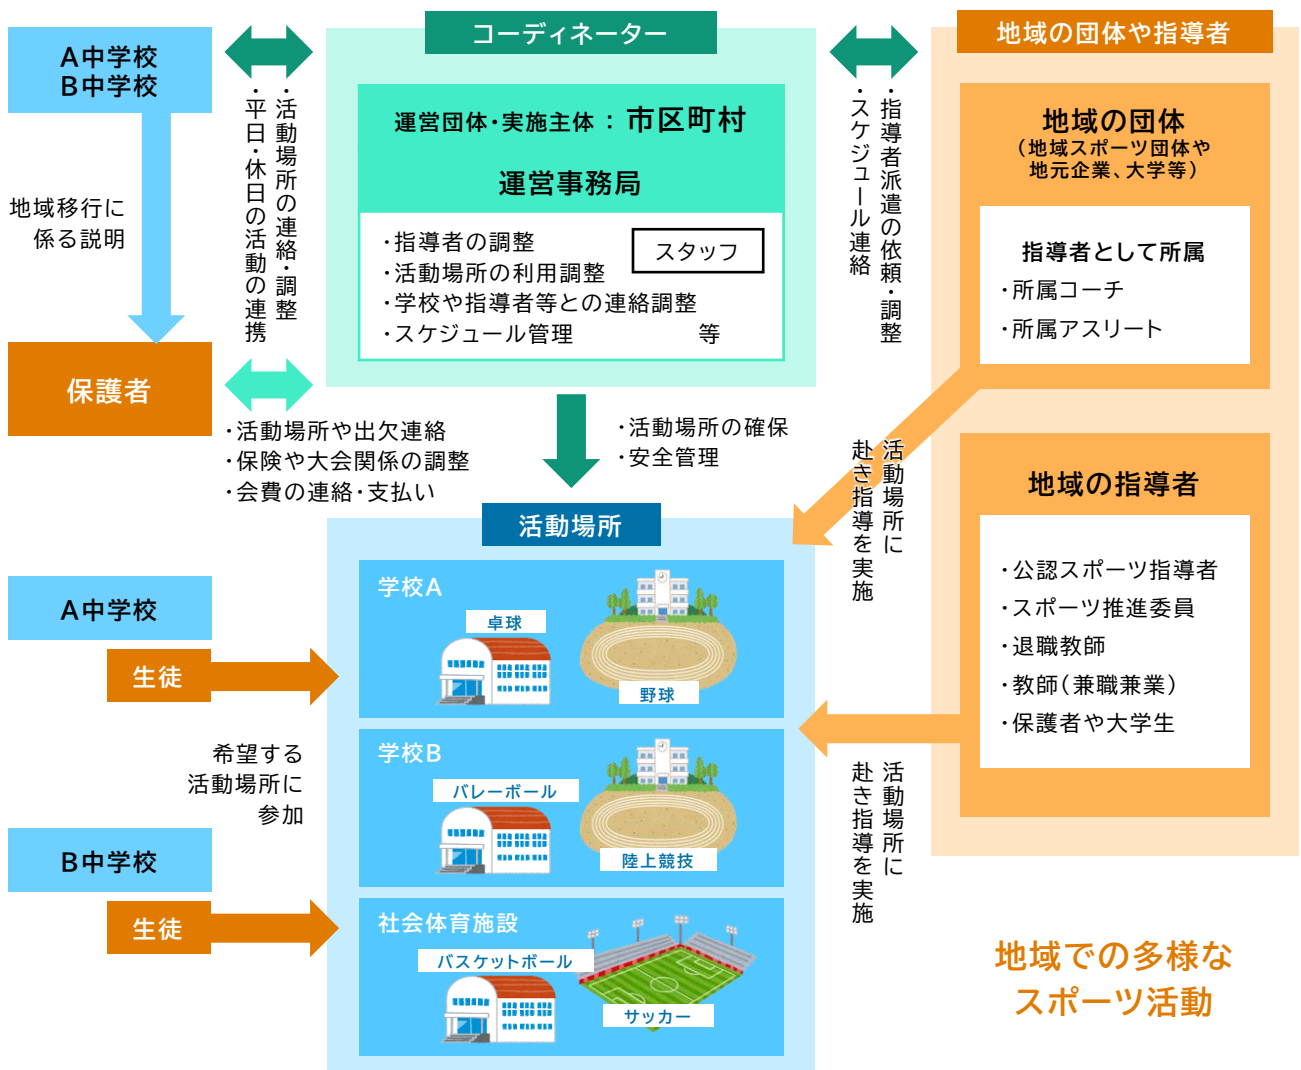 A中学校
B中学校
地域移行に
係る説明
保護者
・活動場所の連絡・調整
・平日・休日の活動の連携
・活動場所や出欠連絡
・保険や大会関係の調整
・会費の連絡・支払い
コーディネーター
運営団体・実施主体 : 市区町村
運営事務局
スタッフ
・指導者の調整
・活動場所の利用調整
・学校や指導者等との連絡調整
・スケジュール管理 等
・指導者派遣の依頼・調整
・スケジュール連絡
・活動場所の確保
・安全管理
地域の団体や指導者
地域の団体
(地域スポーツ団体や
地元企業、大学等)
指導者として所属
・所属コーチ
・所属アスリート
活動場所に
赴き指導を実施
地域の指導者
・公認スポーツ指導者
・スポーツ推進委員
・退職教師
・教師(兼職兼業)
・保護者や大学生
活動場所に
赴き指導を実施
A中学校
生徒
希望する
活動場所に
参加
B中学校
生徒
活動場所
学校A
卓球
野球
学校B
バレーボール
陸上競技
社会体育施設
バスケットボール
サッカー
地域での多様な
スポーツ活動